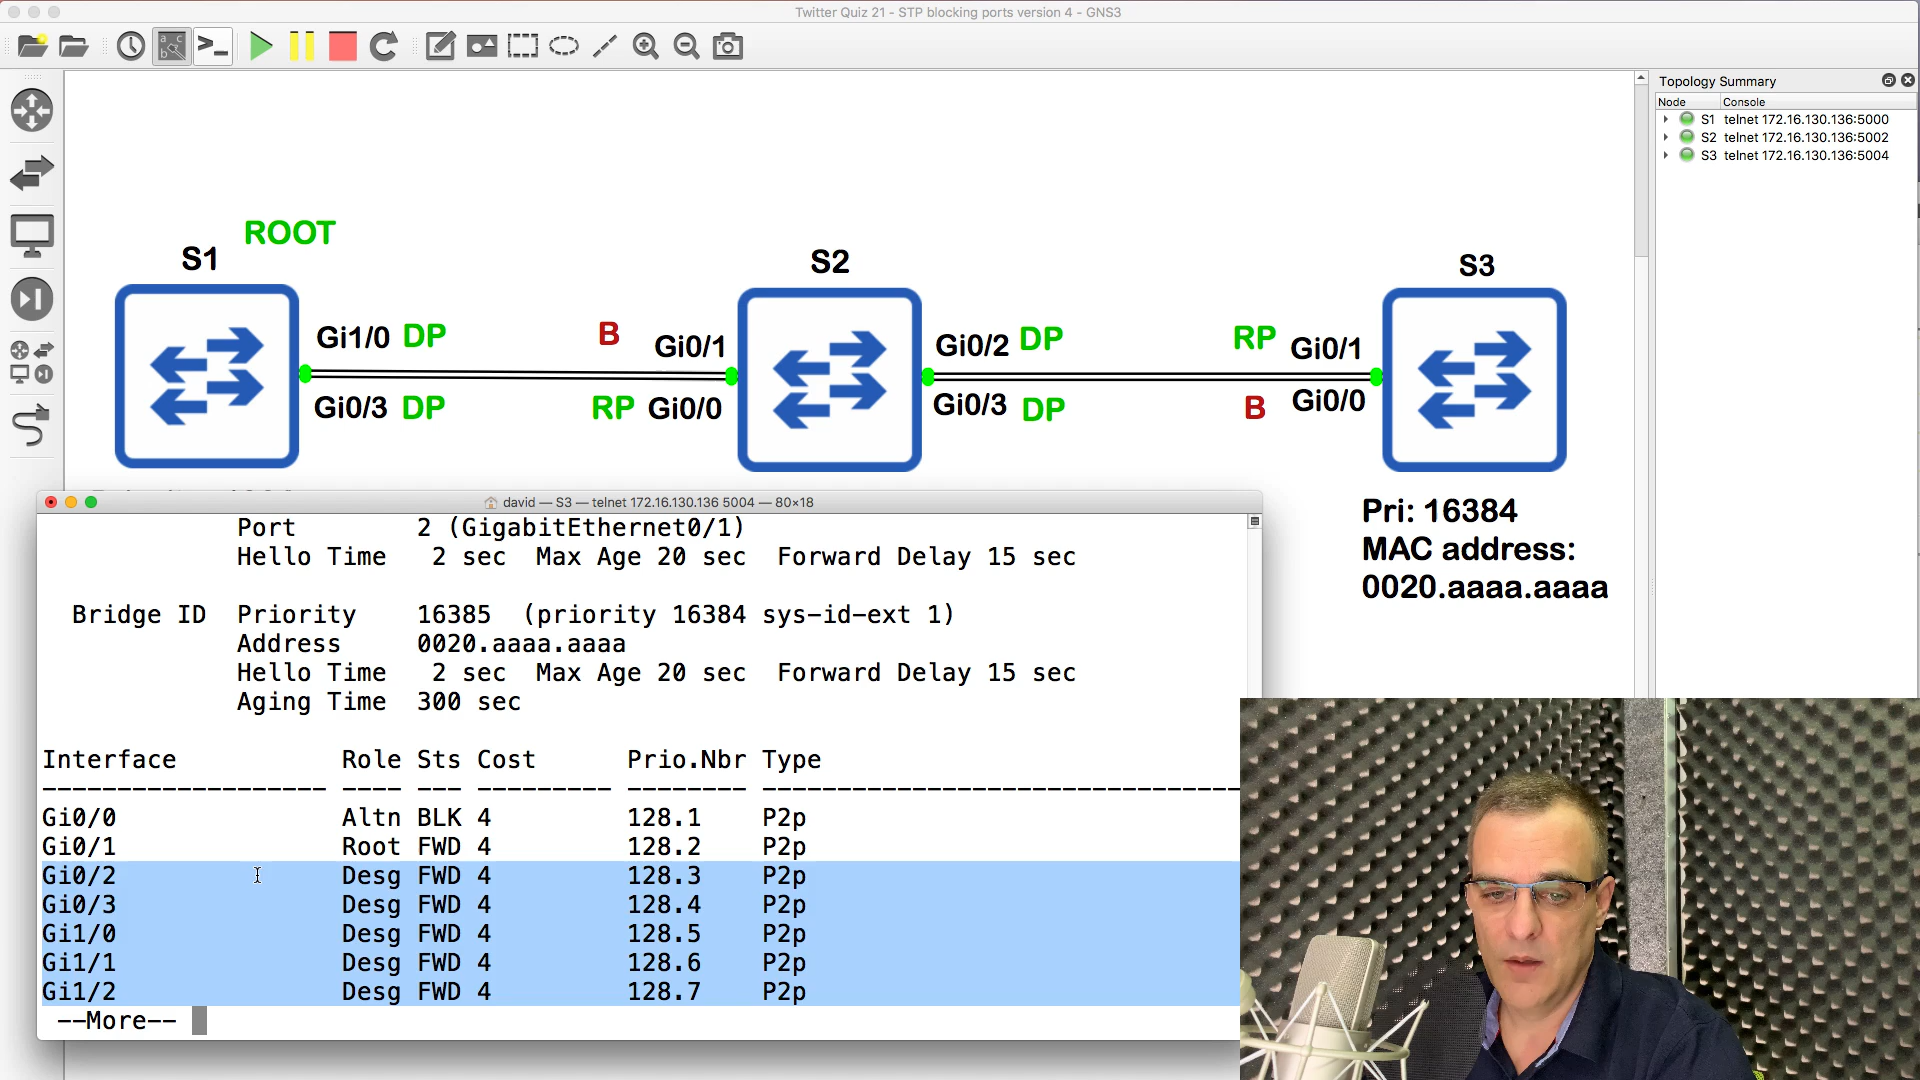 Twitter Quiz 21 - STP blocking ports version 4 - GNS3
Topology Summary
Node Console
S1 telnet 172.16.130.136:5000
S2 telnet 172.16.130.136:5002
S3 telnet 172.16.130.136:5004
ROOT
S1
S2
S3
Gi1/0 DP
B
Gi0/1
Gi0/2 DP
RP Gi0/1
Gi0/3 DP
RP Gi0/0
Gi0/3 DP
B Gi0/0
Pri: 16384
MAC address:
0020.aaaa.aaaa
david — S3 — telnet 172.16.130.136 5004 — 80×18
Port 2 (GigabitEthernet0/1)
Hello Time 2 sec Max Age 20 sec Forward Delay 15 sec
Bridge ID Priority 16385 (priority 16384 sys-id-ext 1)
Address 0020.aaaa.aaaa
Hello Time 2 sec Max Age 20 sec Forward Delay 15 sec
Aging Time 300 sec
Interface Role Sts Cost Prio.Nbr Type
------------------- ---- --- --------- -------- --------------------------------
Gi0/0 Altn BLK 4 128.1 P2p
Gi0/1 Root FWD 4 128.2 P2p
Gi0/2 Desg FWD 4 128.3 P2p
Gi0/3 Desg FWD 4 128.4 P2p
Gi1/0 Desg FWD 4 128.5 P2p
Gi1/1 Desg FWD 4 128.6 P2p
Gi1/2 Desg FWD 4 128.7 P2p
--More--